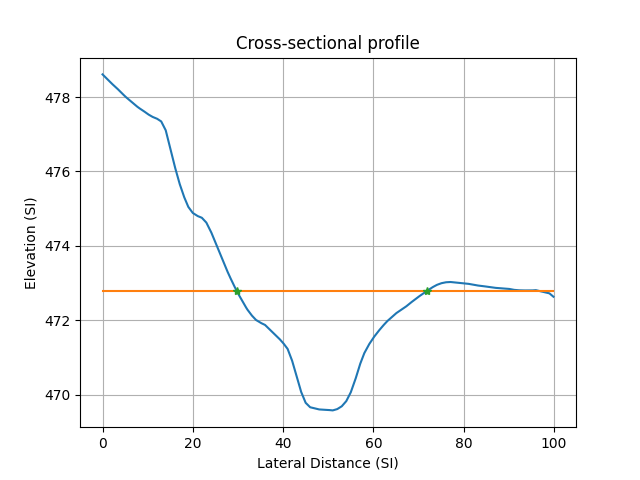 Cross-sectional profile
478
476
474
472
470
Elevation (SI)
0 20 40 60 80 100
Lateral Distance (SI)